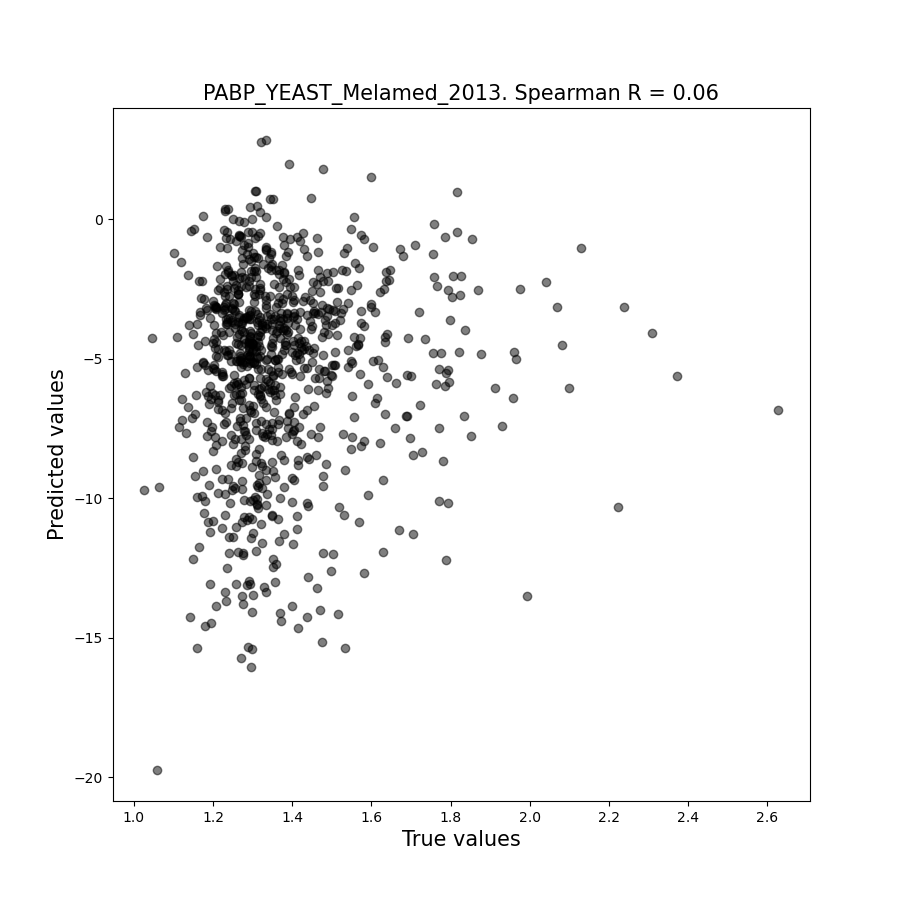 PABP_YEAST_Melamed_2013. Spearman R = 0.06
0
−5
−10
−15
−20
Predicted values
1.0 1.2 1.4 1.6 1.8 2.0 2.2 2.4 2.6
True values